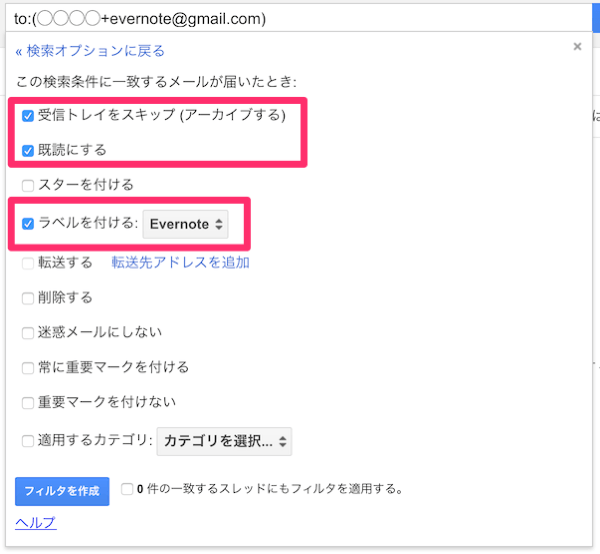 to:(◯◯◯◯+evernote@gmail.com)
« 検索オプションに戻る
×
この検索条件に一致するメールが届いたとき:
受信トレイをスキップ (アーカイブする)
既読にする
スターを付ける
ラベルを付ける: Evernote
転送する 転送先アドレスを追加
削除する
迷惑メールにしない
常に重要マークを付ける
重要マークを付けない
適用するカテゴリ: カテゴリを選択...
フィルタを作成 0 件の一致するスレッドにもフィルタを適用する。
ヘルプ